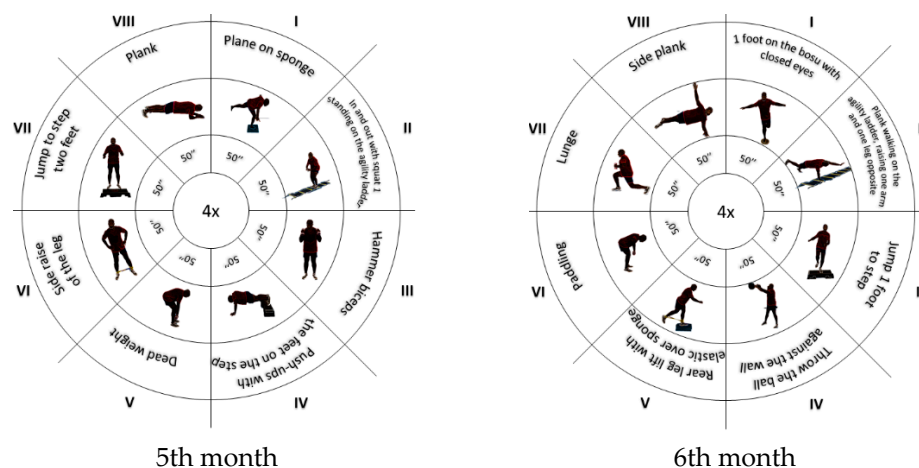 VIII
I
Plank
Plane on sponge
VII
II
Jump to step
two feet
In and out with squat 1
standing on the agility ladder
50’’
50’’
50’’
50’’
4x
50’’
50’’
50’’
50’’
Side raise
of the leg
Hammer biceps
VI
III
Dead weight
Push-ups with
the feet on the step
V
IV
5th month
VIII
I
Side plank
1 foot on the bosu with
closed eyes
VII
I
Lunge
Plank walking on the
agility ladder, raising one arm
and one leg opposite
50’’
50’’
50’’
50’’
4x
50’’
50’’
50’’
50’’
Paddling
Jump 1 foot
to step
VI
I
Rear leg lift with
elastic over sponge
Throw the ball
against the wall
V
IV
6th month